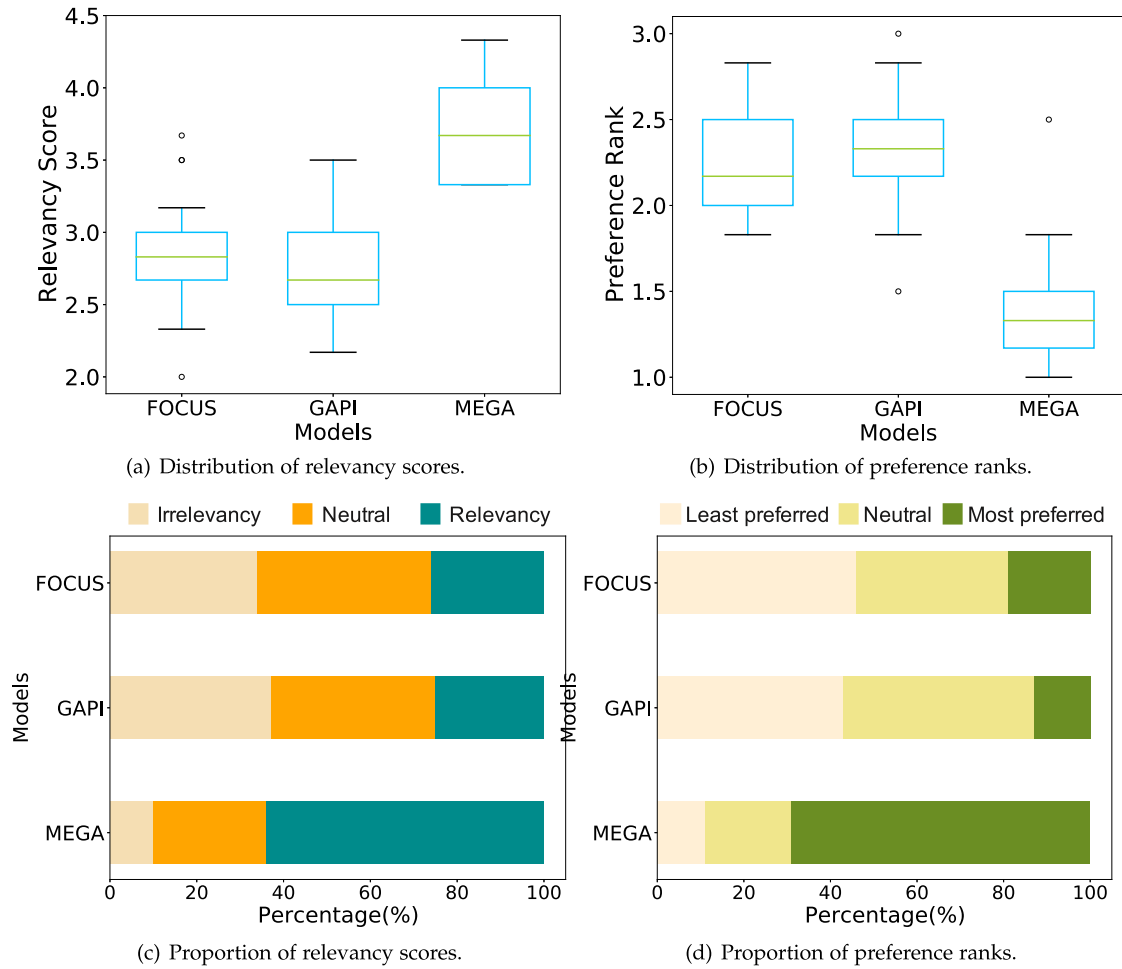 4.5
4.0
3.5
3.0
2.5
2.0
Relevancy Score
FOCUS GAPI MEGA
Models
(a) Distribution of relevancy scores.
3.0
2.5
2.0
1.5
1.0
Preference Rank
FOCUS GAPI MEGA
Models
(b) Distribution of preference ranks.
Irrelevancy Neutral Relevancy
FOCUS
GAPI
MEGA
Models
0 20 40 60 80 100
Percentage(%)
(c) Proportion of relevancy scores.
Least preferred Neutral Most preferred
FOCUS
GAPI
MEGA
Models
0 20 40 60 80 100
Percentage(%)
(d) Proportion of preference ranks.